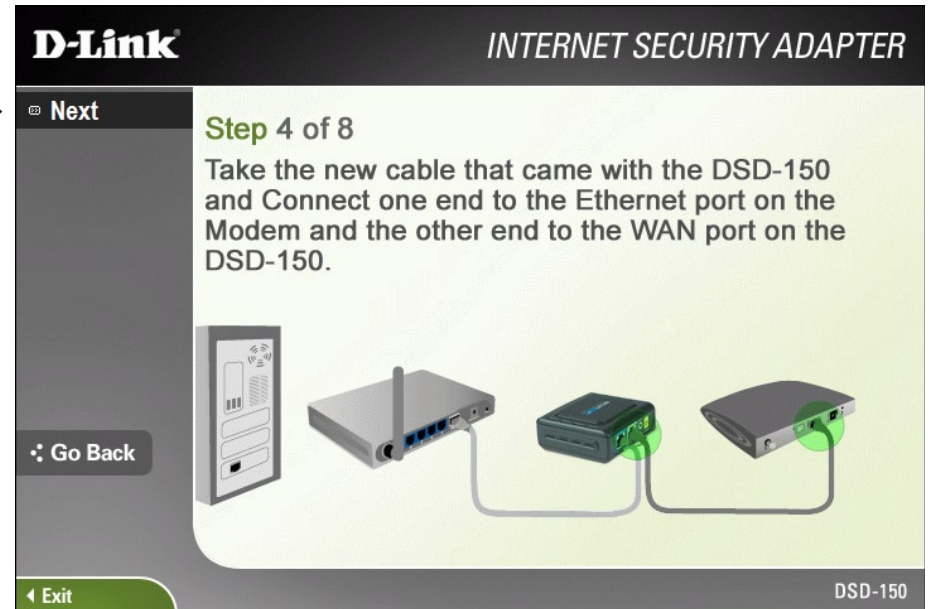 D-Link
INTERNET SECURITY ADAPTER
Next
Step 4 of 8
Take the new cable that came with the DSD-150
and Connect one end to the Ethernet port on the
Modem and the other end to the WAN port on the
DSD-150.
Go Back
Exit
DSD-150